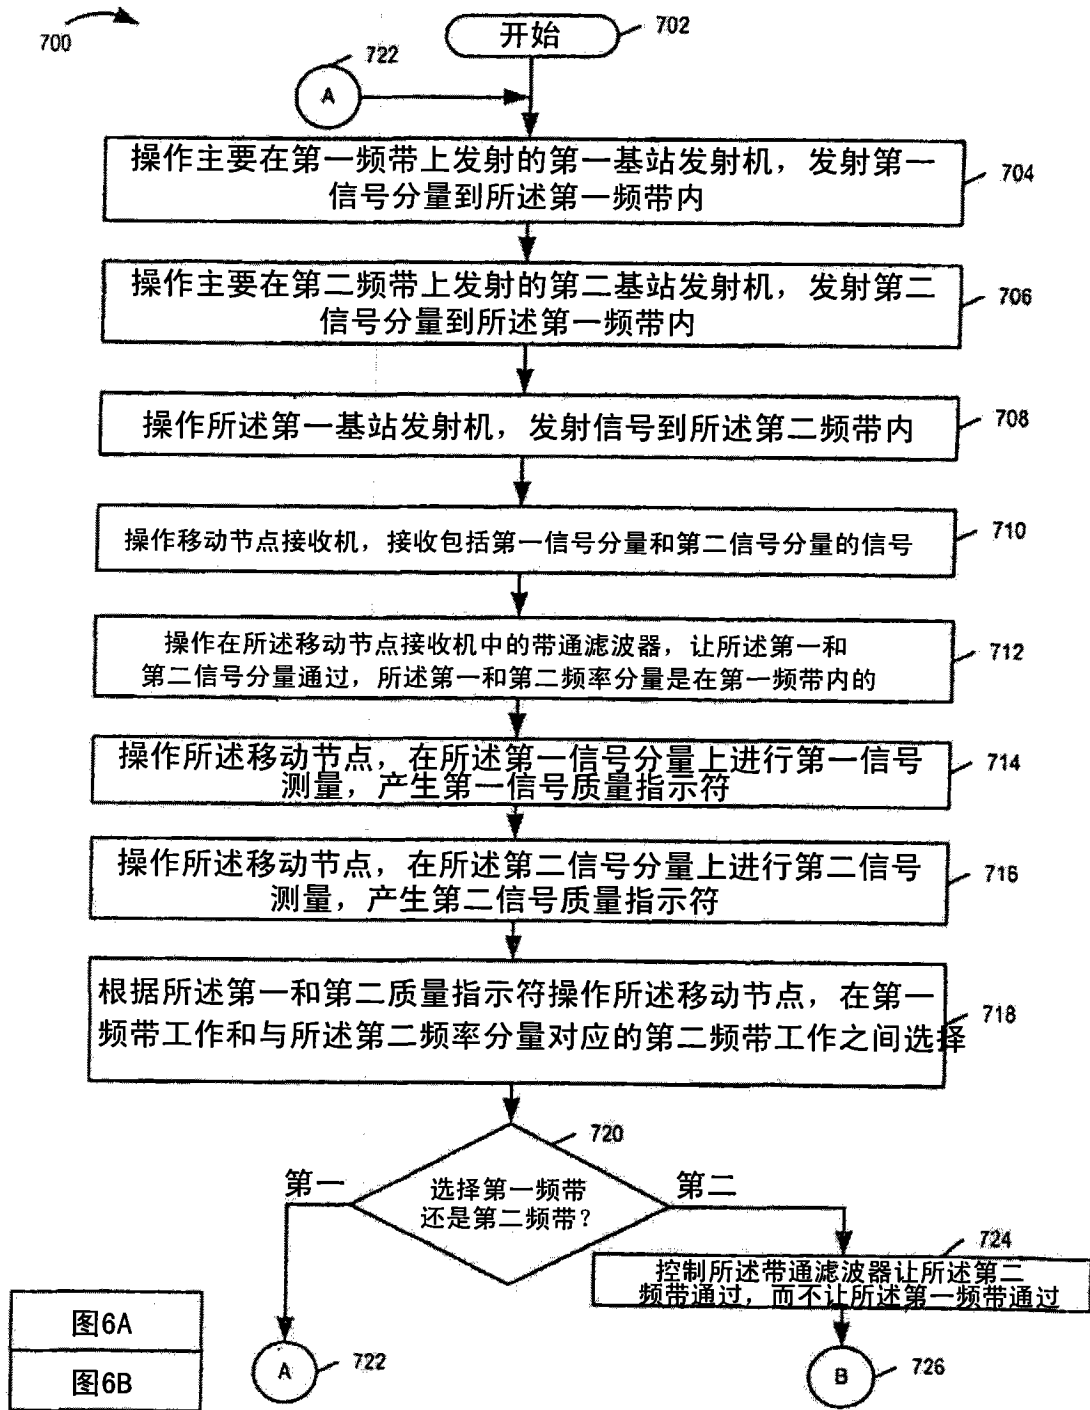 700
开始
702
722
A
操作主要在第一频带上发射的第一基站发射机，发射第一
信号分量到所述第一频带内
704
操作主要在第二频带上发射的第二基站发射机，发射第二
信号分量到所述第一频带内
706
操作所述第一基站发射机，发射信号到所述第二频带内
708
操作移动节点接收机，接收包括第一信号分量和第二信号分量的信号
710
操作在所述移动节点接收机中的带通滤波器，让所述第一和
第二信号分量通过，所述第一和第二频率分量是在第一频带内的
712
操作所述移动节点，在所述第一信号分量上进行第一信号
测量，产生第一信号质量指示符
714
操作所述移动节点，在所述第二信号分量上进行第二信号
测量，产生第二信号质量指示符
716
根据所述第一和第二质量指示符操作所述移动节点，在第一
频带工作和与所述第二频率分量对应的第二频带工作之间选择
718
720
第一
选择第一频带
还是第二频带？
第二
724
控制所述带通滤波器让所述第二
频带通过，而不让所述第一频带通过
图6A
图6B
A
722
B
726